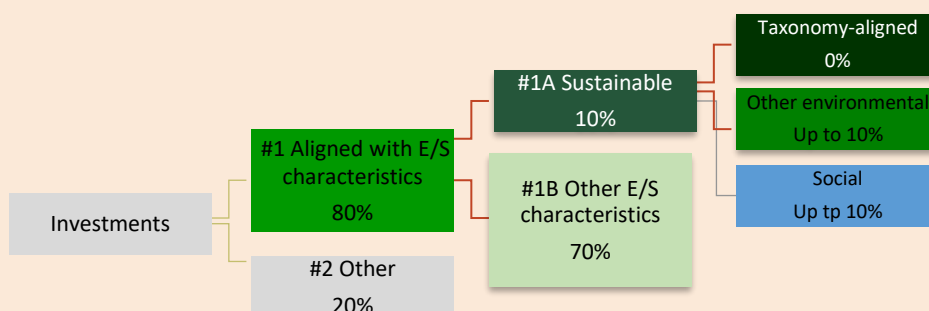 Taxonomy-aligned
0%
#1A Sustainable
10%
Other environmental
Up to 10%
#1 Aligned with E/S
characteristics
80%
#1B Other E/S
characteristics
70%
Social
Up tp 10%
Investments
#2 Other
20%